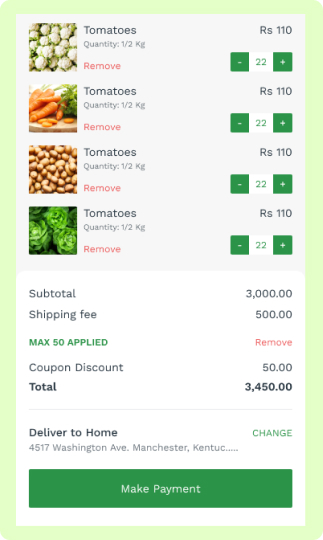 Tomatoes Rs 110
Quantity: 1/2 Kg
Remove - 22 +
Tomatoes Rs 110
Quantity: 1/2 Kg
Remove - 22 +
Tomatoes Rs 110
Quantity: 1/2 Kg
Remove - 22 +
Tomatoes Rs 110
Quantity: 1/2 Kg
Remove - 22 +
Subtotal 3,000.00
Shipping fee 500.00
MAX 50 APPLIED Remove
Coupon Discount 50.00
Total 3,450.00
Deliver to Home CHANGE
4517 Washington Ave. Manchester, Kentuc.....
Make Payment